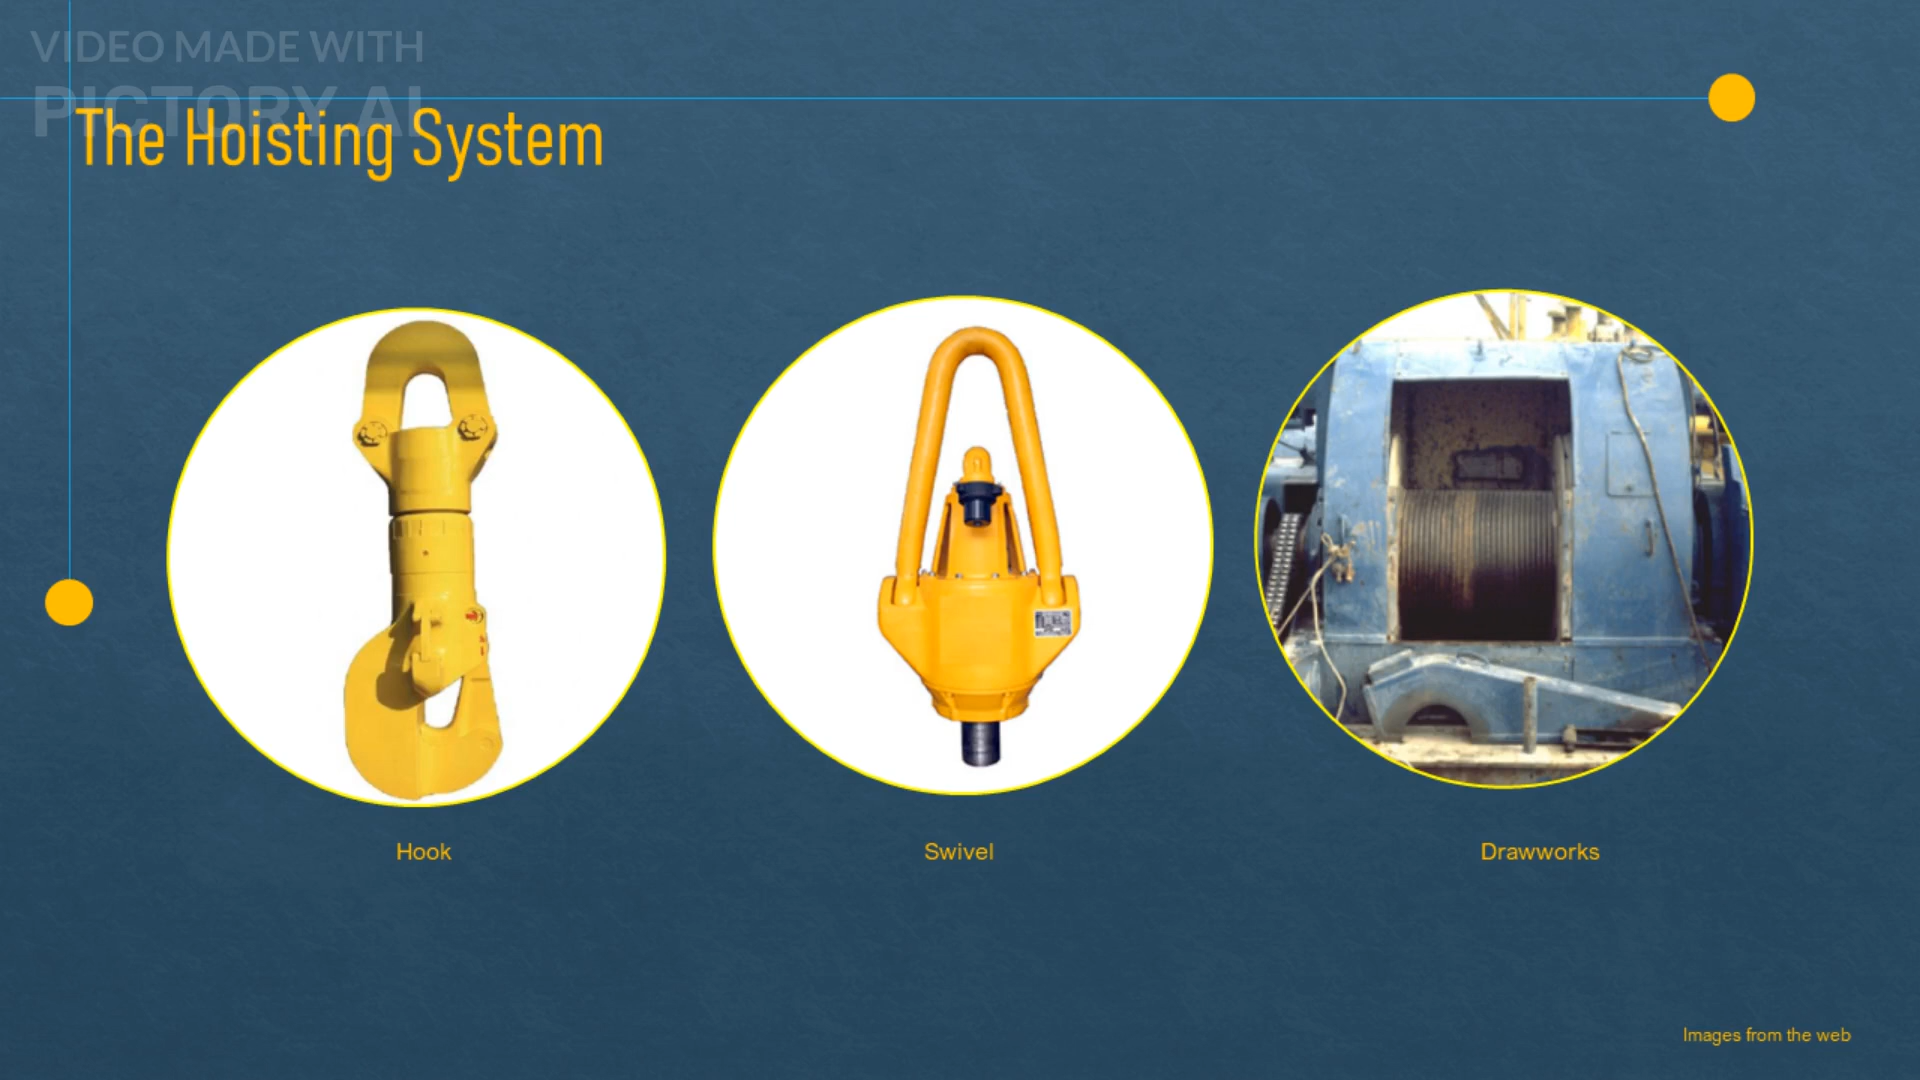 VIDEO MADE WITH
PICTORY.AI
The Hoisting System
Hook
Swivel
Drawworks
Images from the web